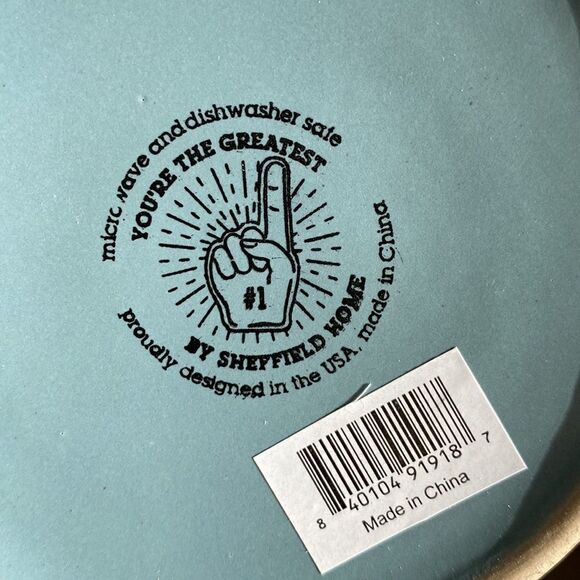 microwave and dishwasher safe
YOU'RE THE GREATEST
#1
BY SHEFFIELD HOME
proudly designed in the USA, made in China
8 40104 91918 7
Made in China